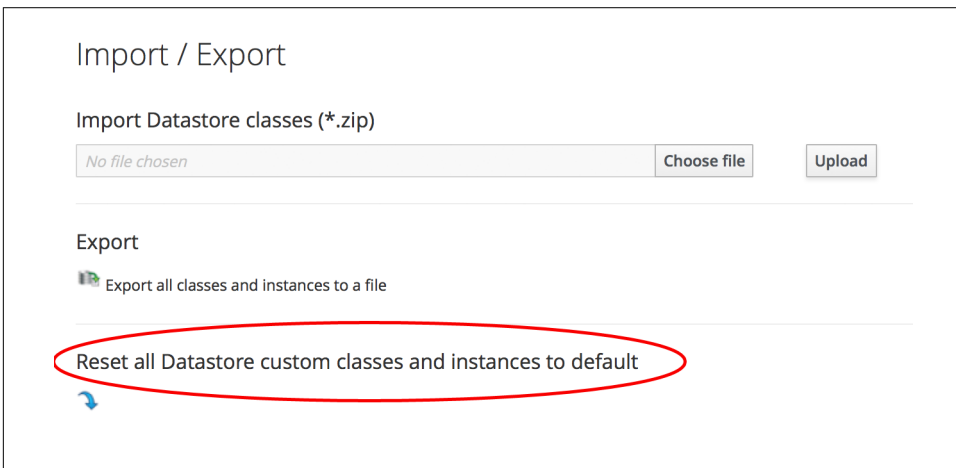 Import / Export
Import Datastore classes (*.zip)
No file chosen
Choose file
Upload
Export
Export all classes and instances to a file
Reset all Datastore custom classes and instances to default